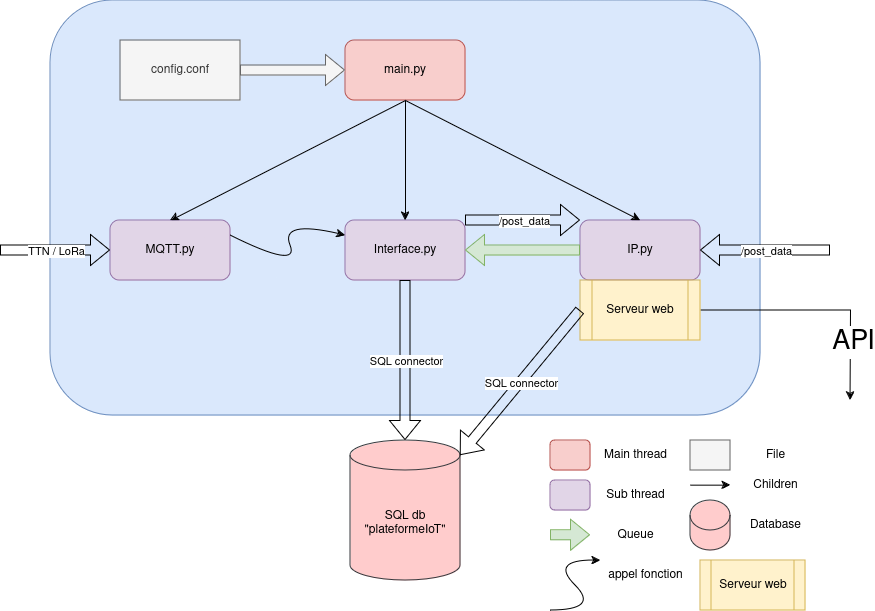 config.conf
main.py
TTN / LoRa
MQTT.py
Interface.py
/post_data
IP.py
/post_data
Serveur web
API
SQL connector
SQL connector
SQL db
"plateformeIoT"
Main thread
File
Sub thread
Children
Queue
Database
appel fonction
Serveur web